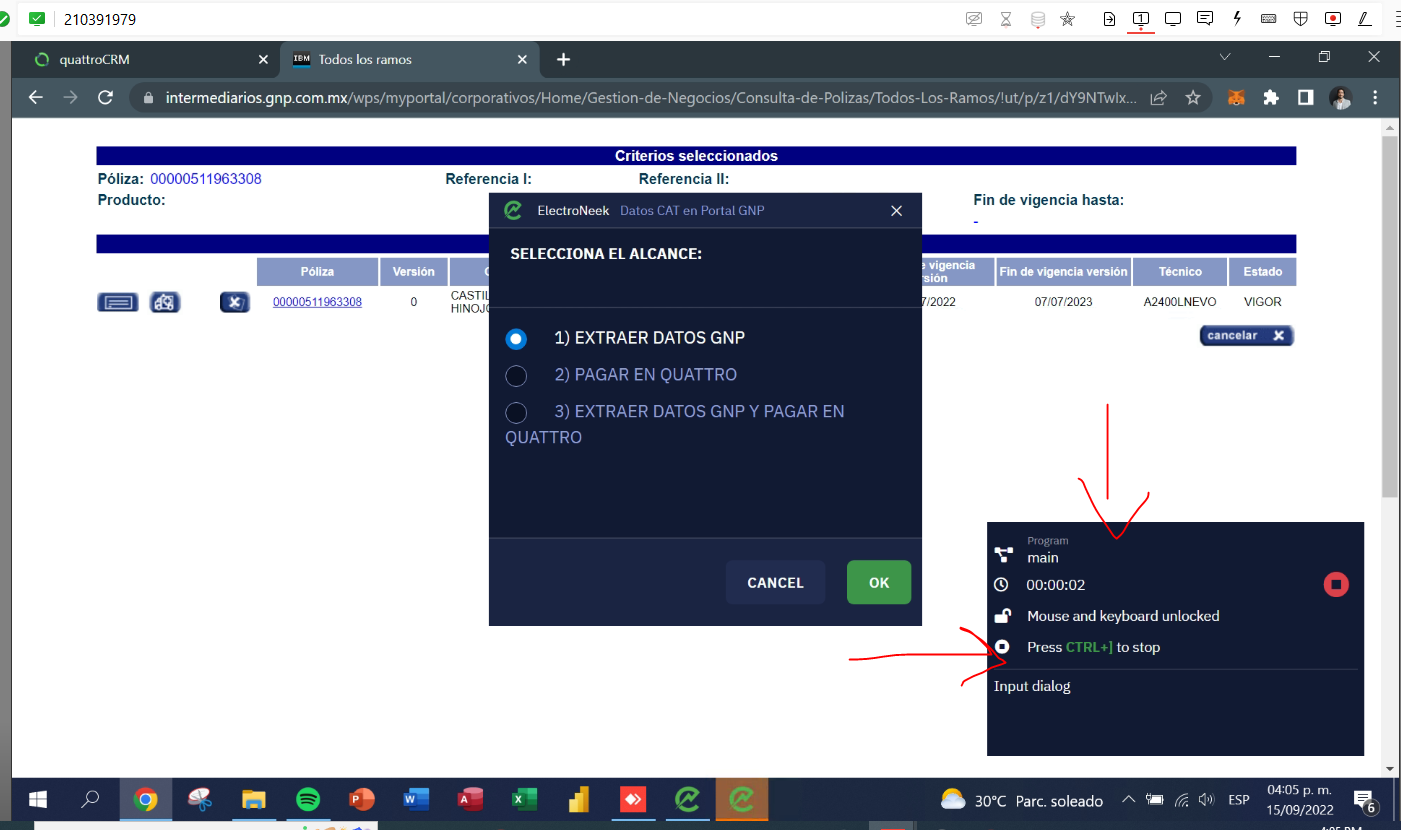 210391979
1
quattroCRM
IBM Todos los ramos
intermediarios.gnp.com.mx/wps/myportal/corporativos/Home/Gestion-de-Negocios/Consulta-de-Polizas/Todos-Los-Ramos/!ut/p/z1/dY9NTwlx...
Criterios seleccionados
Póliza: 00000511963308 Referencia I: Referencia II:
Producto: Fin de vigencia hasta:
-
ElectroNeek Datos CAT en Portal GNP
SELECCIONA EL ALCANCE:
1) EXTRAER DATOS GNP
2) PAGAR EN QUATTRO
3) EXTRAER DATOS GNP Y PAGAR EN
QUATTRO
CANCEL OK
Póliza Versión vigencia Fin de vigencia versión Técnico Estado
00000511963308 0 7/2022 07/07/2023 A2400LNEVO VIGOR
cancelar
Program
main
00:00:02
Mouse and keyboard unlocked
Press CTRL+] to stop
Input dialog
30°C Parc. soleado ESP 04:05 p. m.
15/09/2022
6